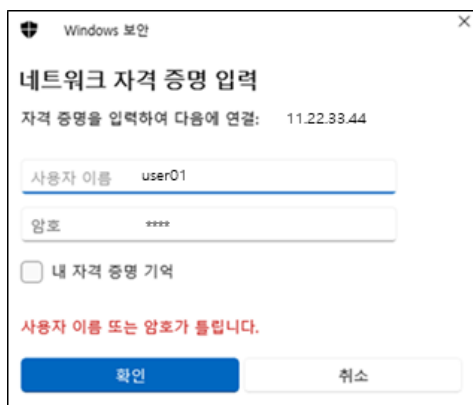 Windows 보안
네트워크 자격 증명 입력
자격 증명을 입력하여 다음에 연결: 11.22.33.44
사용자 이름 user01
암호 ****
내 자격 증명 기억
사용자 이름 또는 암호가 틀립니다.
확인 취소